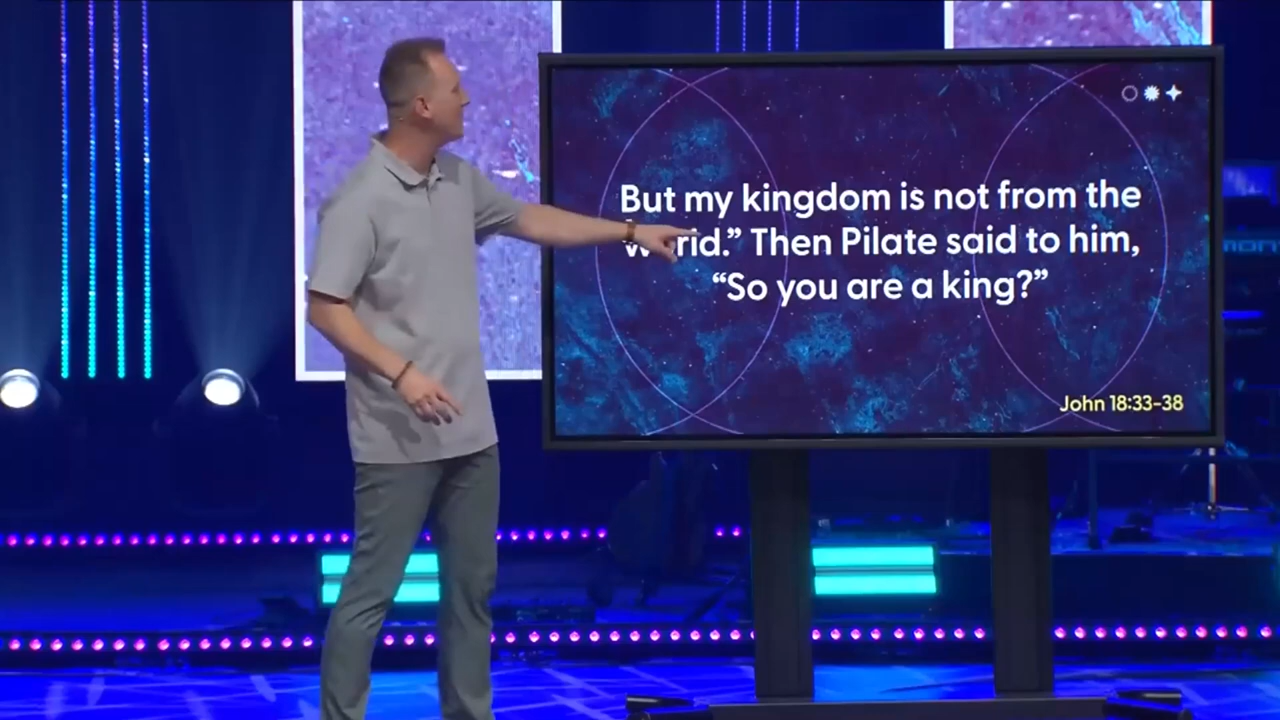 But my kingdom is not from the
world.” Then Pilate said to him,
“So you are a king?”
John 18:33-38